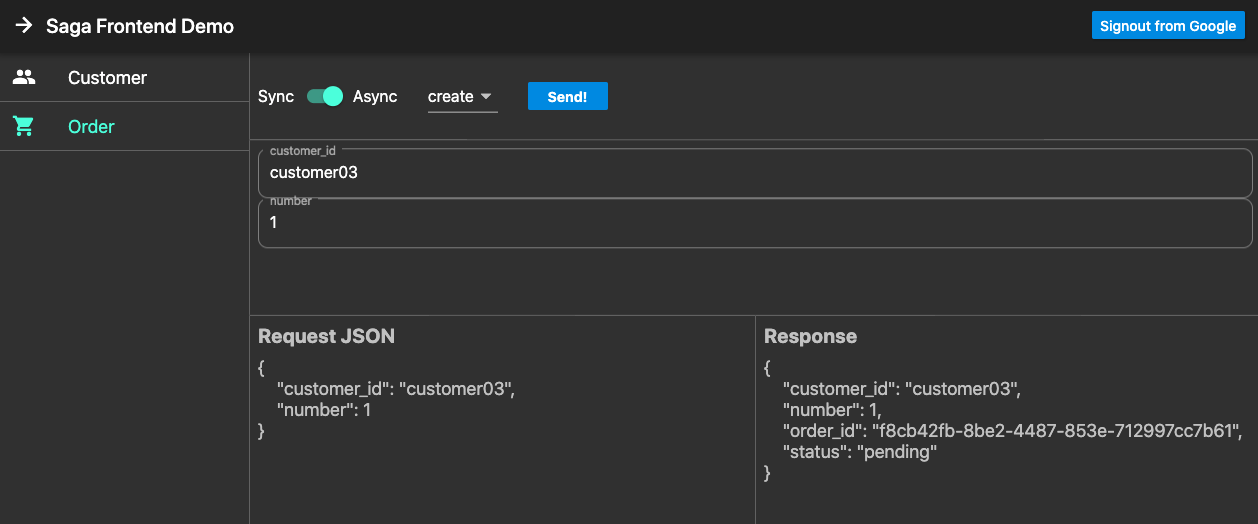 Saga Frontend Demo
Signout from Google
Customer
Order
Sync Async create Send!
customer_id
customer03
number
1
Request JSON
{
"customer_id": "customer03",
"number": 1
}
Response
{
"customer_id": "customer03",
"number": 1,
"order_id": "f8cb42fb-8be2-4487-853e-712997cc7b61",
"status": "pending"
}